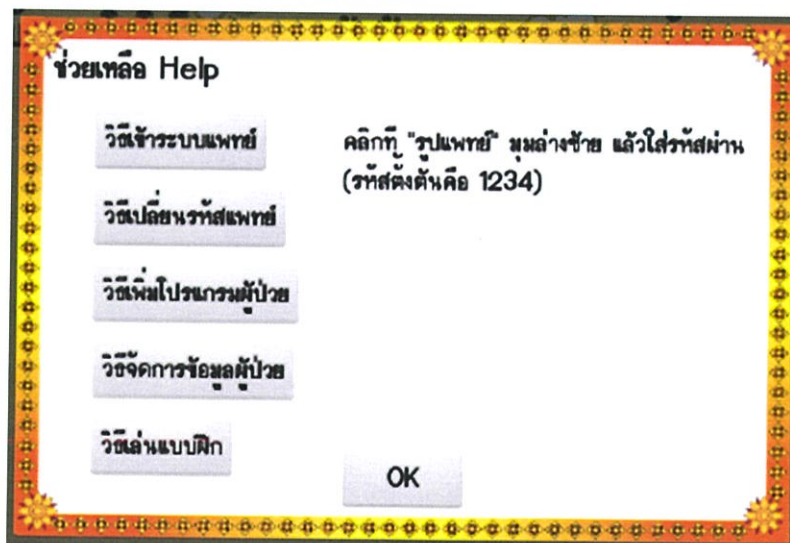 ช่วยเหลือ Help
วิธีเข้าระบบแพทย์
วิธีเปลี่ยนรหัสแพทย์
วิธีเพิ่มโปรแกรมผู้ป่วย
วิธีจัดการข้อมูลผู้ป่วย
วิธีเล่นแบบฝึก
คลิกที่ "รูปแพทย์" มุมล่างซ้าย แล้วใส่รหัสผ่าน
(รหัสตั้งต้นคือ 1234)
OK